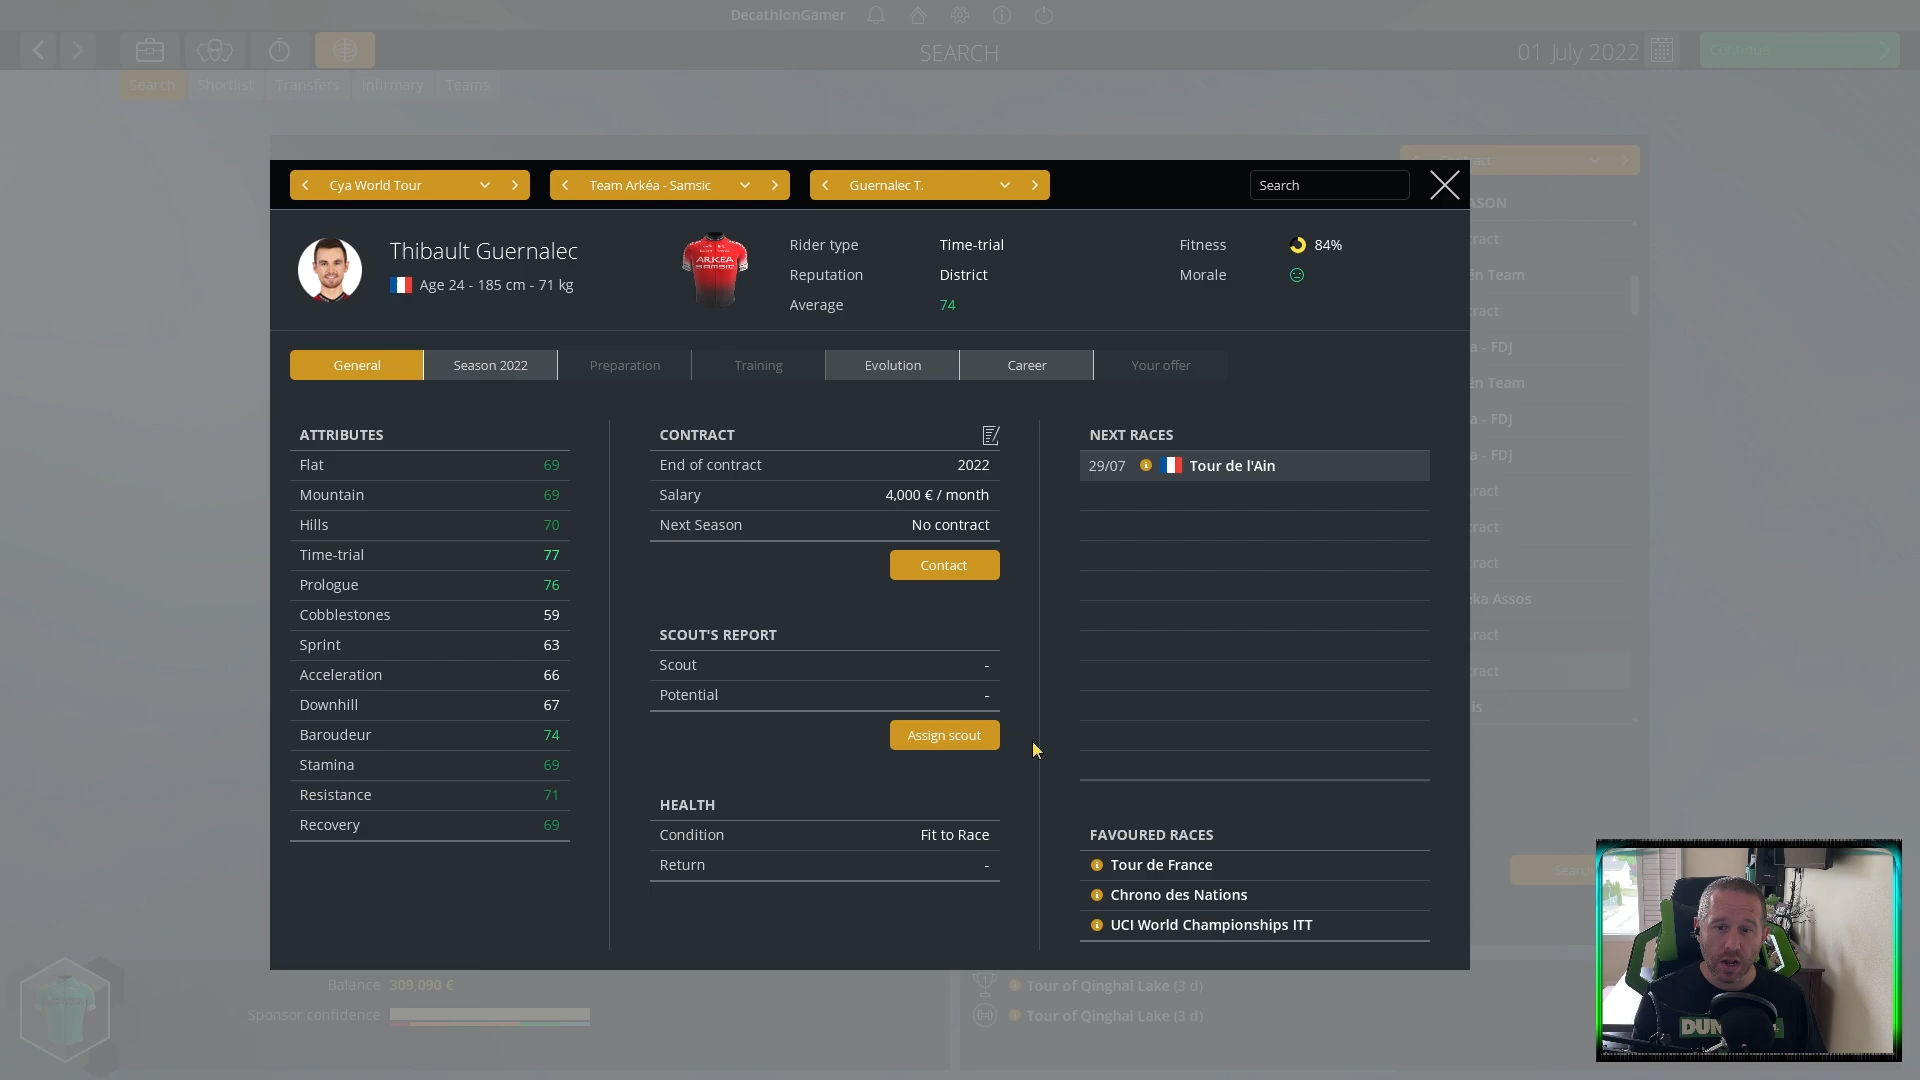 DecathlonGamer
SEARCH
01 July 2022
Continue
Search
Shortlist
Transfers
Infirmary
Teams
Cya World Tour
Team Arkéa - Samsic
Guernalec T.
Search
Thibault Guernalec
Age 24 - 185 cm - 71 kg
ARKEA
SAMSIC
Rider type Time-trial
Reputation District
Average 74
Fitness 84%
Morale
General
Season 2022
Preparation
Training
Evolution
Career
Your offer
ATTRIBUTES
Flat 69
Mountain 69
Hills 70
Time-trial 77
Prologue 76
Cobblestones 59
Sprint 63
Acceleration 66
Downhill 67
Baroudeur 74
Stamina 69
Resistance 71
Recovery 69
CONTRACT
End of contract 2022
Salary 4,000 € / month
Next Season No contract
Contact
SCOUT'S REPORT
Scout -
Potential -
Assign scout
HEALTH
Condition Fit to Race
Return -
NEXT RACES
29/07 Tour de l'Ain
FAVOURED RACES
Tour de France
Chrono des Nations
UCI World Championships ITT
Balance 309,090 €
Sponsor confidence
Tour of Qinghai Lake (3 d)
Tour of Qinghai Lake (3 d)